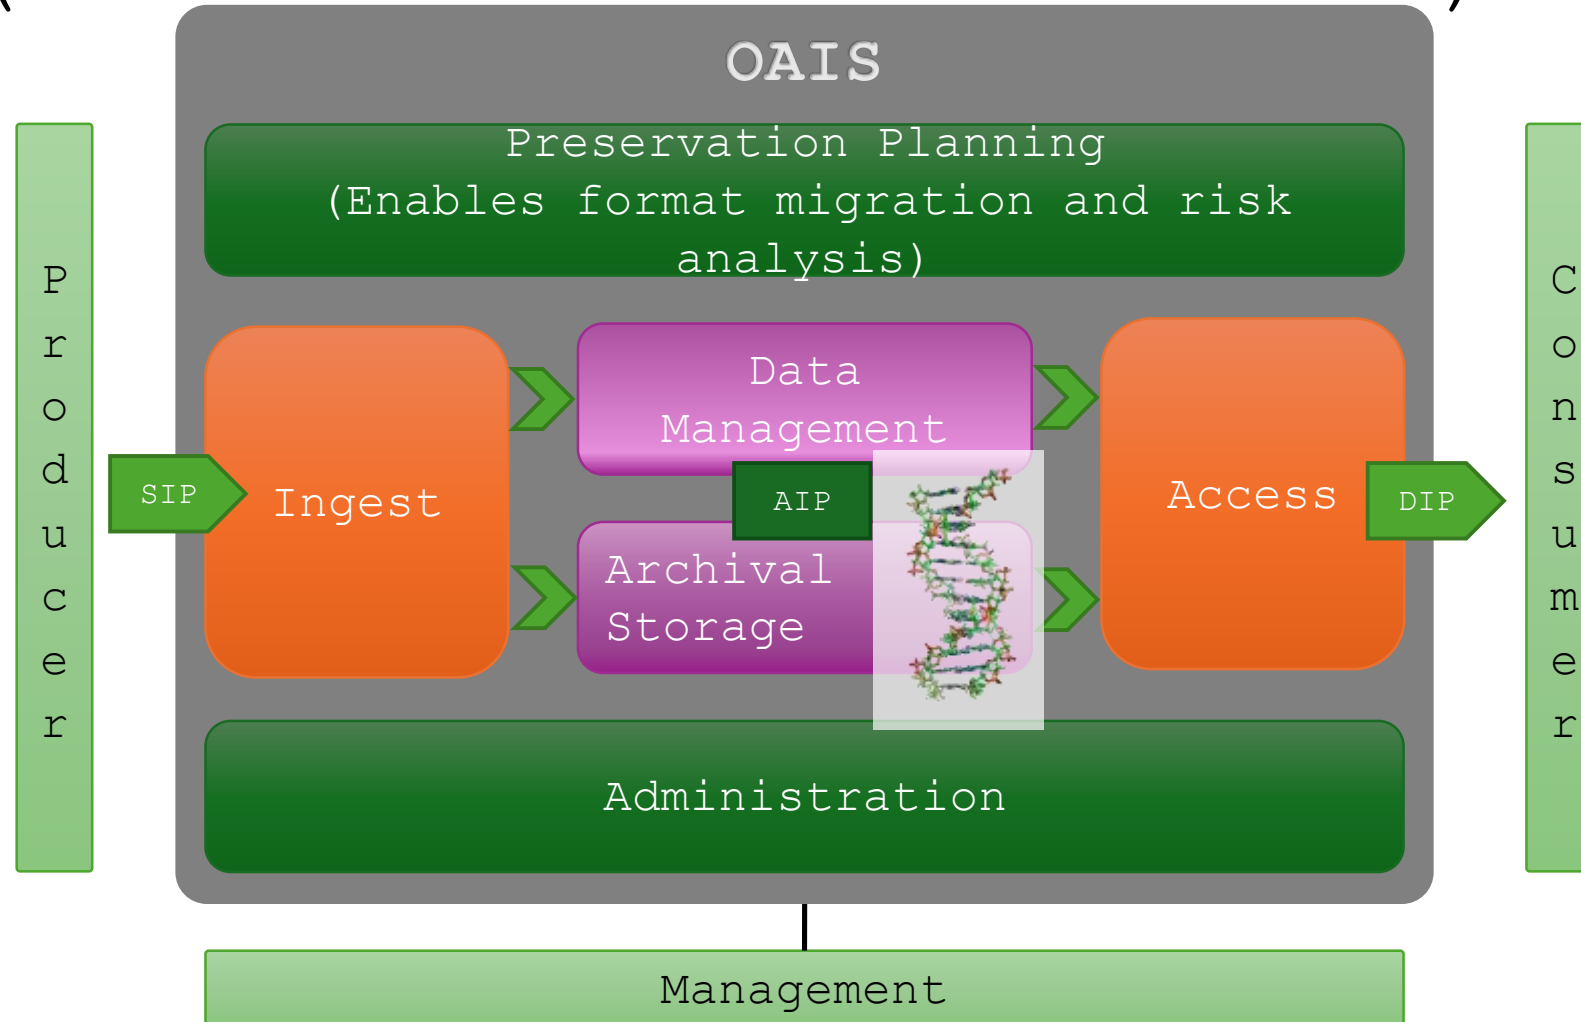 OAIS
Preservation Planning
(Enables format migration and risk
analysis)
Producer
SIP
Ingest
Data
Management
AIP
Archival
Storage
Access
DIP
Consumer
Administration
Management